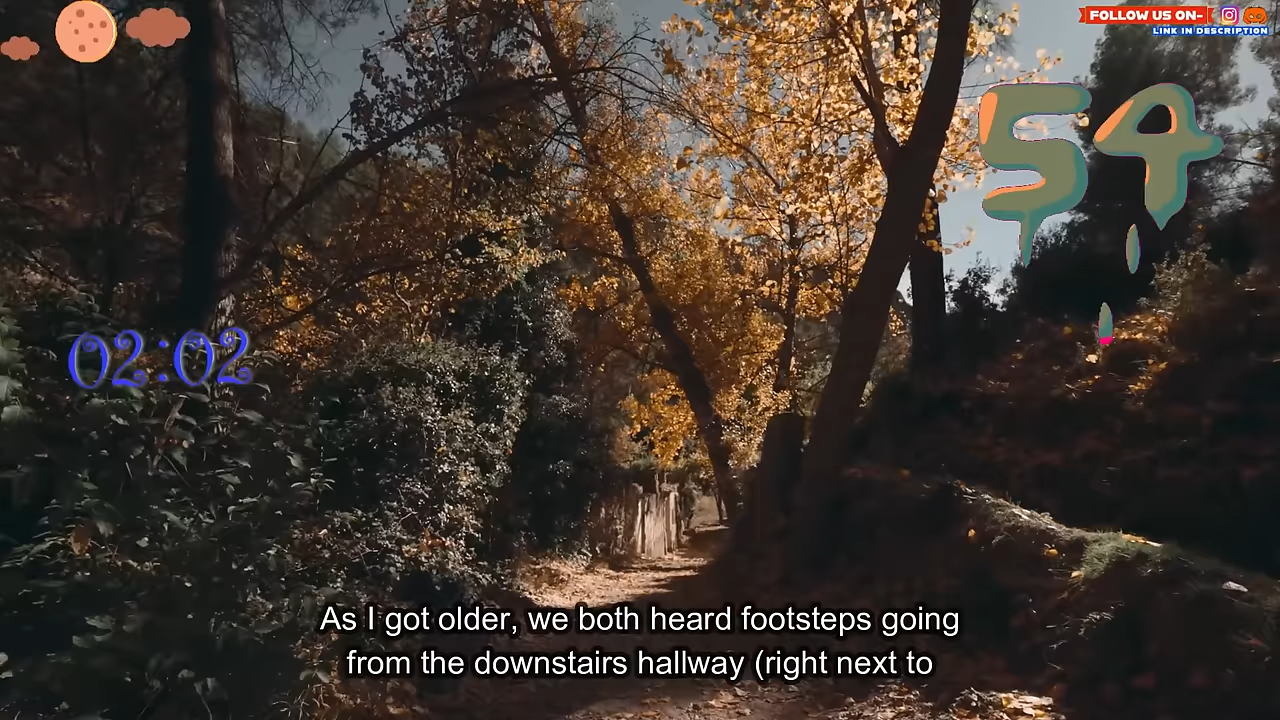 FOLLOW US ON-
LINK IN DESCRIPTION
54
02:02
As I got older, we both heard footsteps going
from the downstairs hallway (right next to